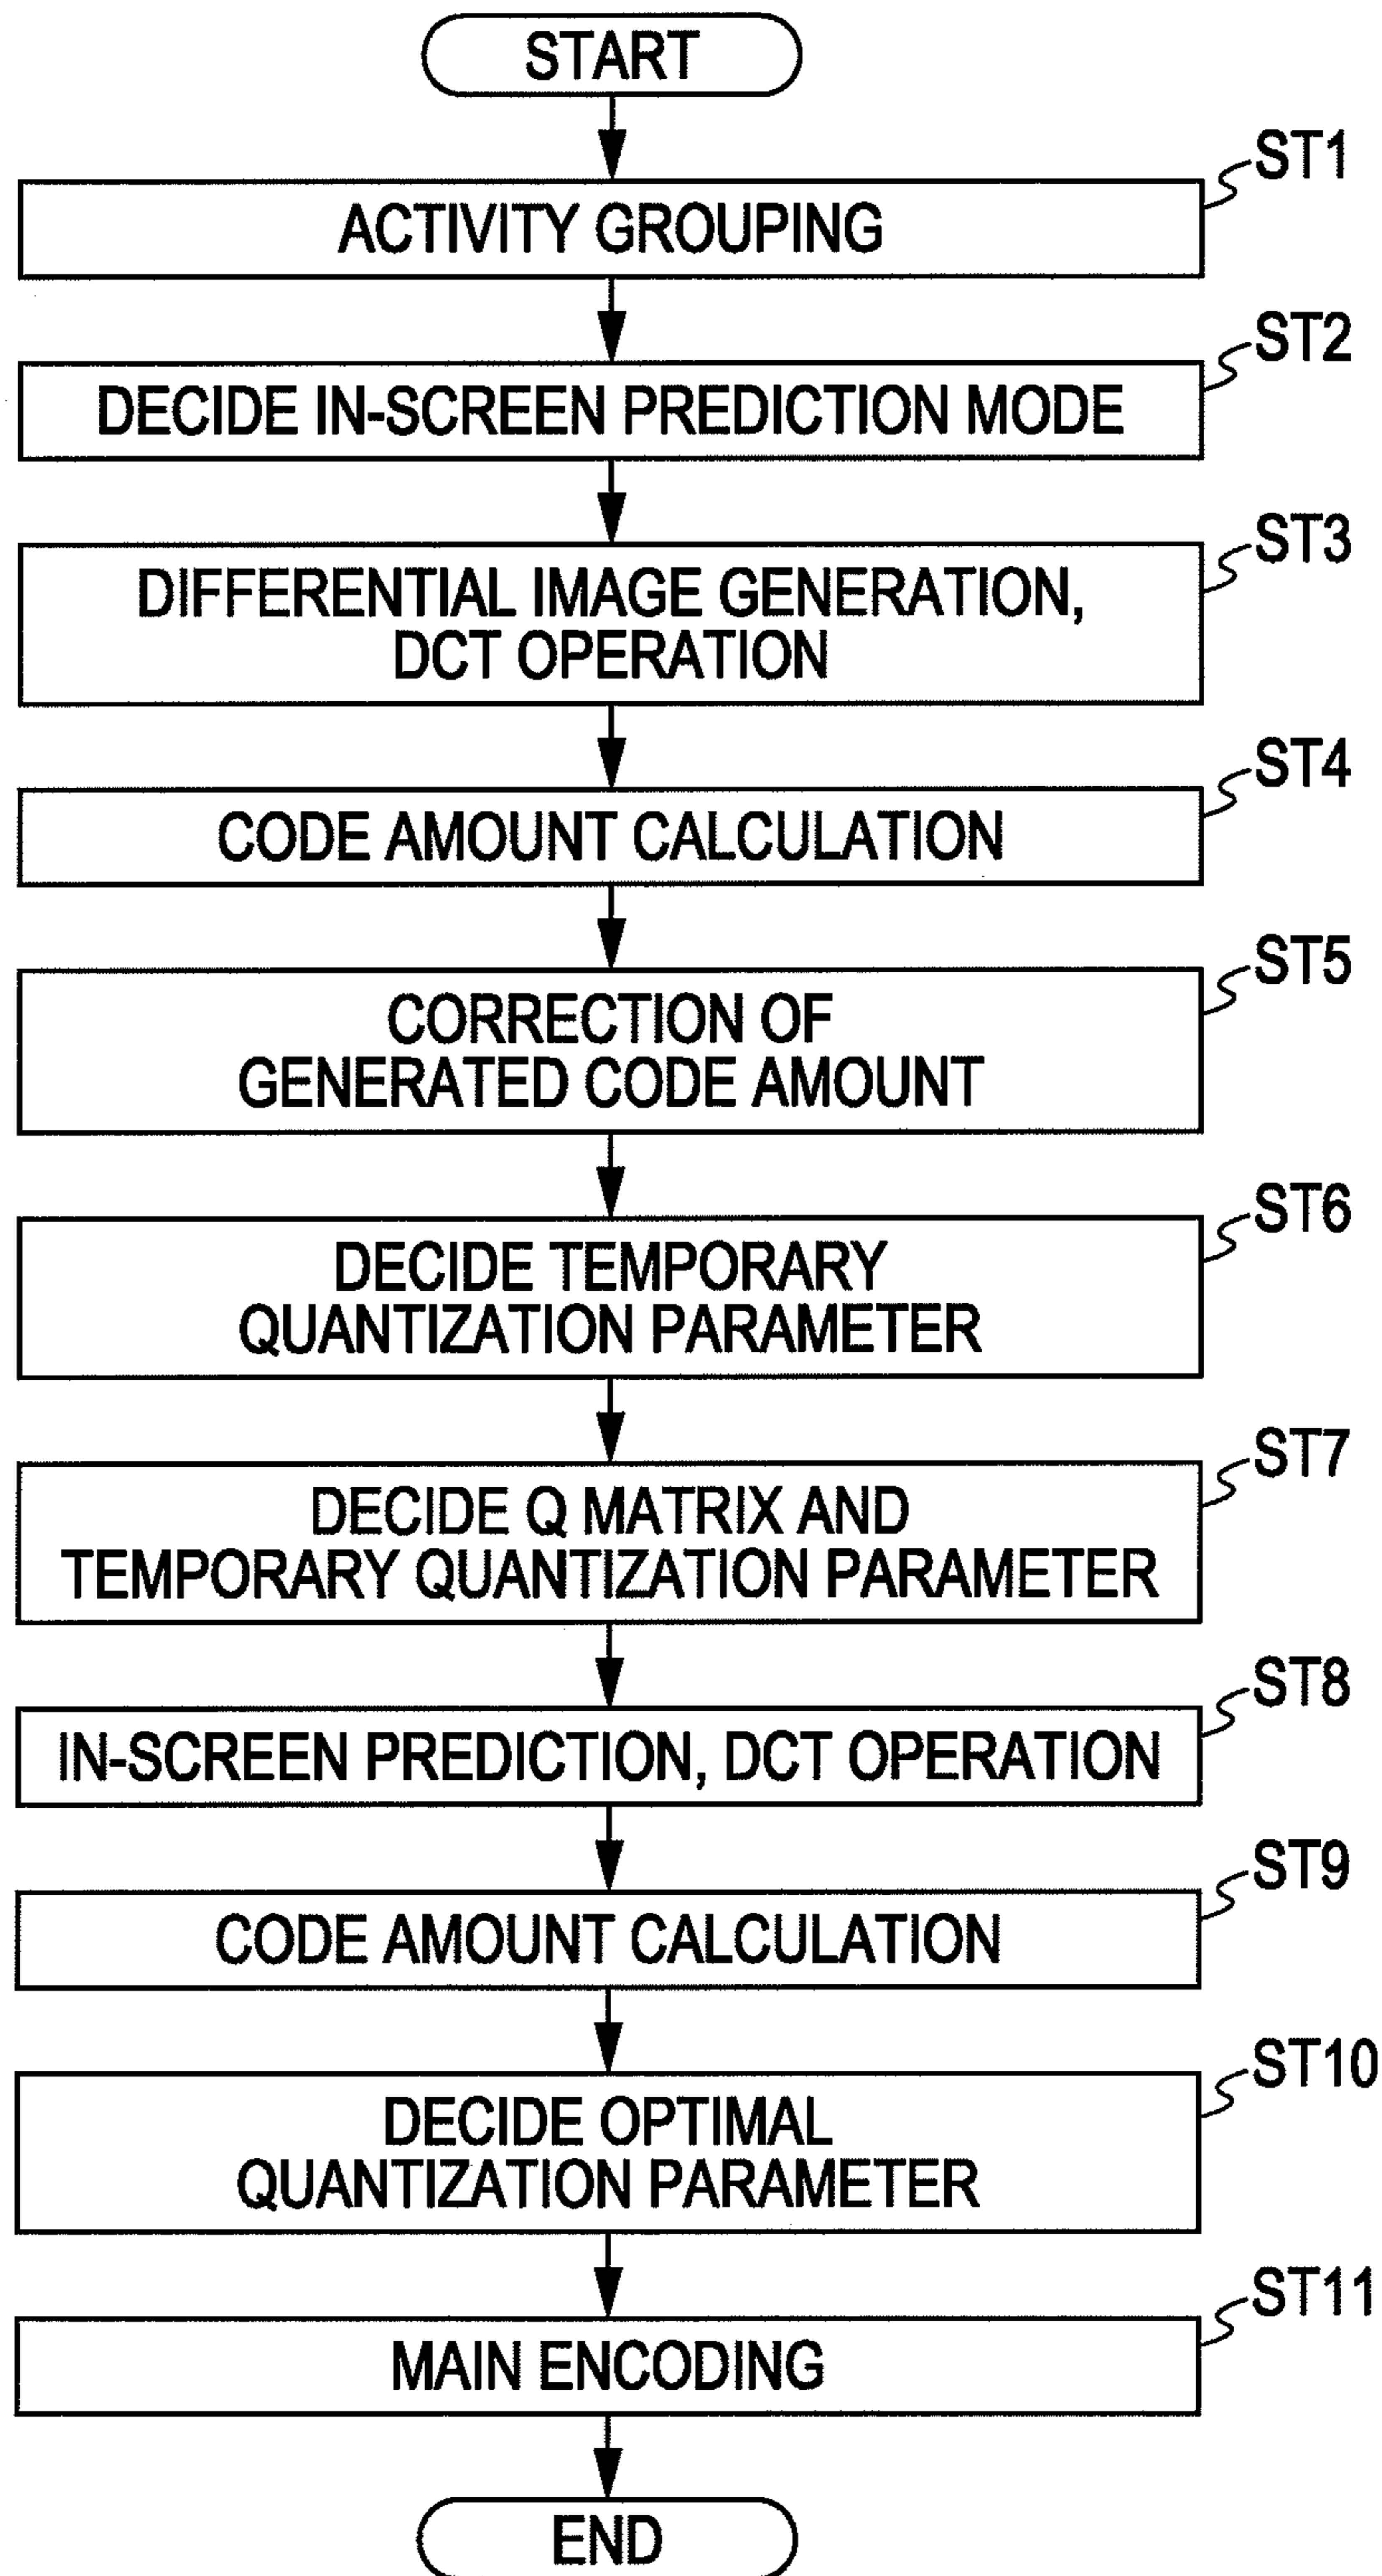 START
ST1
ACTIVITY GROUPING
ST2
DECIDE IN-SCREEN PREDICTION MODE
ST3
DIFFERENTIAL IMAGE GENERATION,
DCT OPERATION
ST4
CODE AMOUNT CALCULATION
ST5
CORRECTION OF
GENERATED CODE AMOUNT
ST6
DECIDE TEMPORARY
QUANTIZATION PARAMETER
ST7
DECIDE Q MATRIX AND
TEMPORARY QUANTIZATION PARAMETER
ST8
IN-SCREEN PREDICTION, DCT OPERATION
ST9
CODE AMOUNT CALCULATION
ST10
DECIDE OPTIMAL
QUANTIZATION PARAMETER
ST11
MAIN ENCODING
END